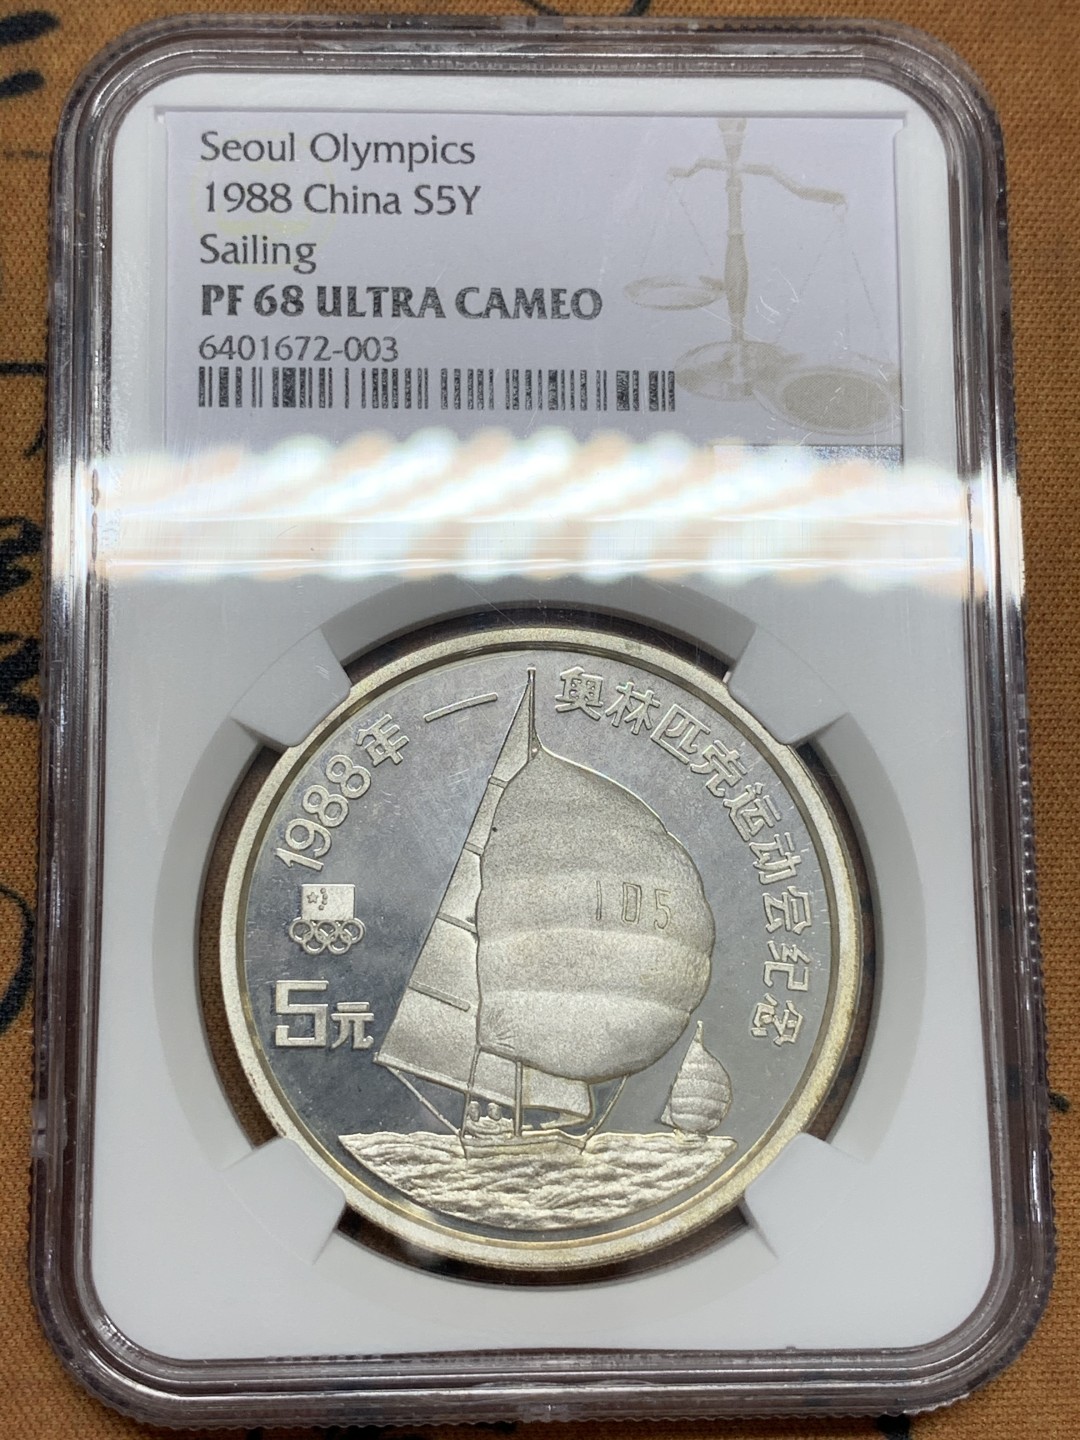 Seoul Olympics
1988 China S5Y
Sailing
PF 68 ULTRA CAMEO
6401672-003
1988年 — 奥林匹克运动会纪念
105
5元